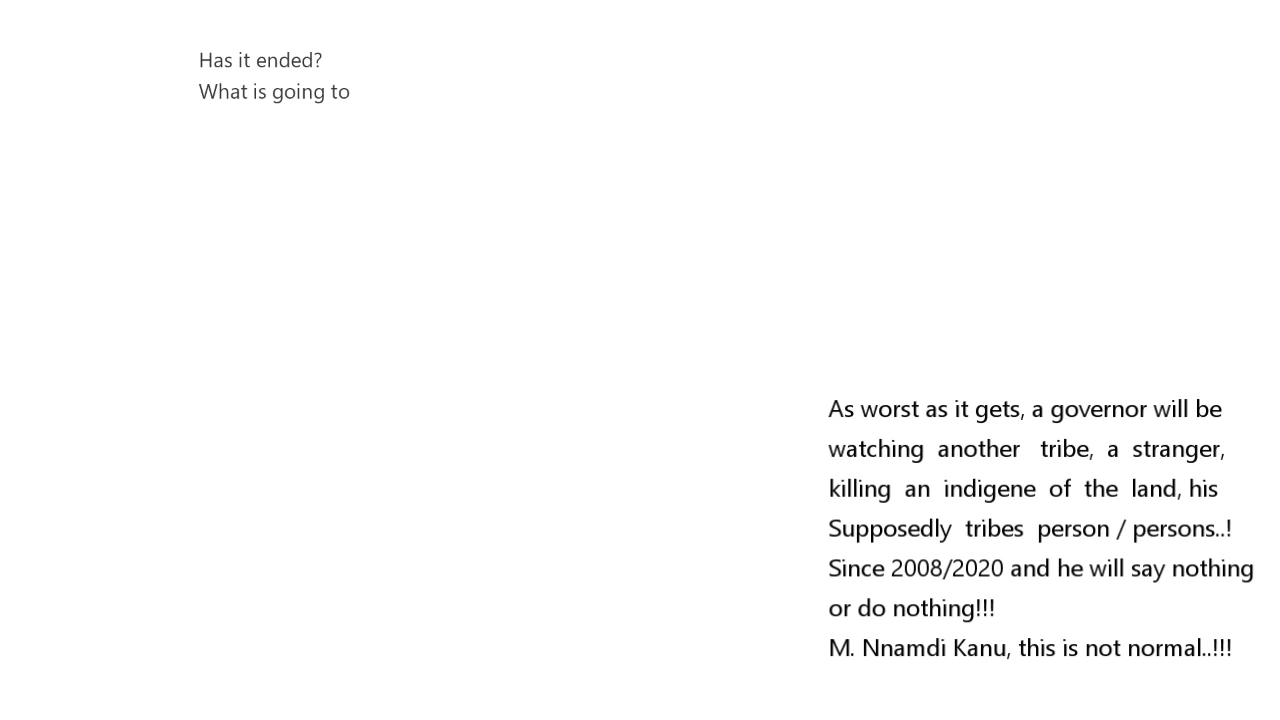 Has it ended?
What is going to
As worst as it gets, a governor will be
watching another tribe, a stranger,
killing an indigene of the land, his
Supposedly tribes person / persons..!
Since 2008/2020 and he will say nothing
or do nothing!!!
M. Nnamdi Kanu, this is not normal..!!!